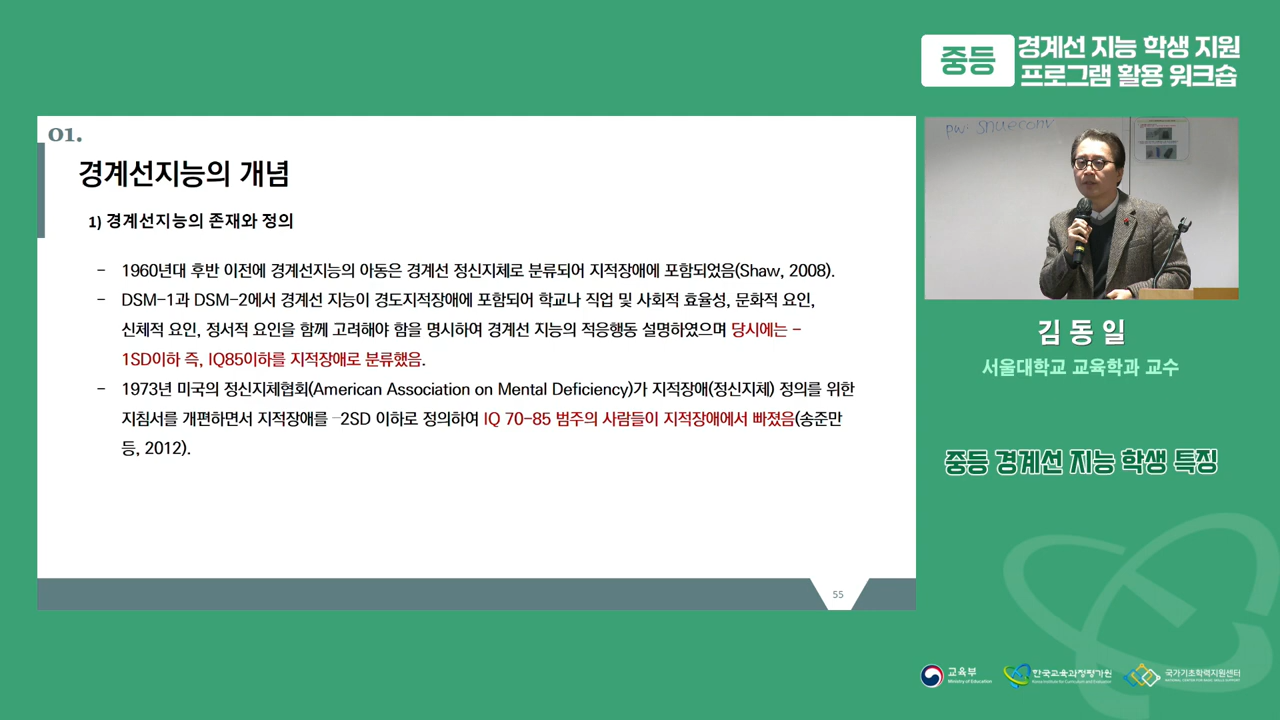 중등
경계선 지능 학생 지원
프로그램 활용 워크숍
01.
경계선지능의 개념
1) 경계선지능의 존재와 정의
- 1960년대 후반 이전에 경계선지능의 아동은 경계선 정신지체로 분류되어 지적장애에 포함되었음(Shaw, 2008).
- DSM-1과 DSM-2에서 경계선 지능이 경도지적장애에 포함되어 학교나 직업 및 사회적 효율성, 문화적 요인,
신체적 요인, 정서적 요인을 함께 고려해야 함을 명시하여 경계선 지능의 적응행동 설명하였으며 당시에는 -
1SD이하 즉, IQ85이하를 지적장애로 분류했음.
- 1973년 미국의 정신지체협회(American Association on Mental Deficiency)가 지적장애(정신지체) 정의를 위한
지침서를 개편하면서 지적장애를 -2SD 이하로 정의하여 IQ 70-85 범주의 사람들이 지적장애에서 빠졌음(송준만
등, 2012).
55
pw: snueconv
김동일
서울대학교 교육학과 교수
중등 경계선 지능 학생 특징
교육부
Ministry of Education
한국교육과정평가원
Korea Institute for Curriculum and Evaluation
국가기초학력지원센터
NATIONAL CENTER FOR BASIC SKILLS SUPPORT